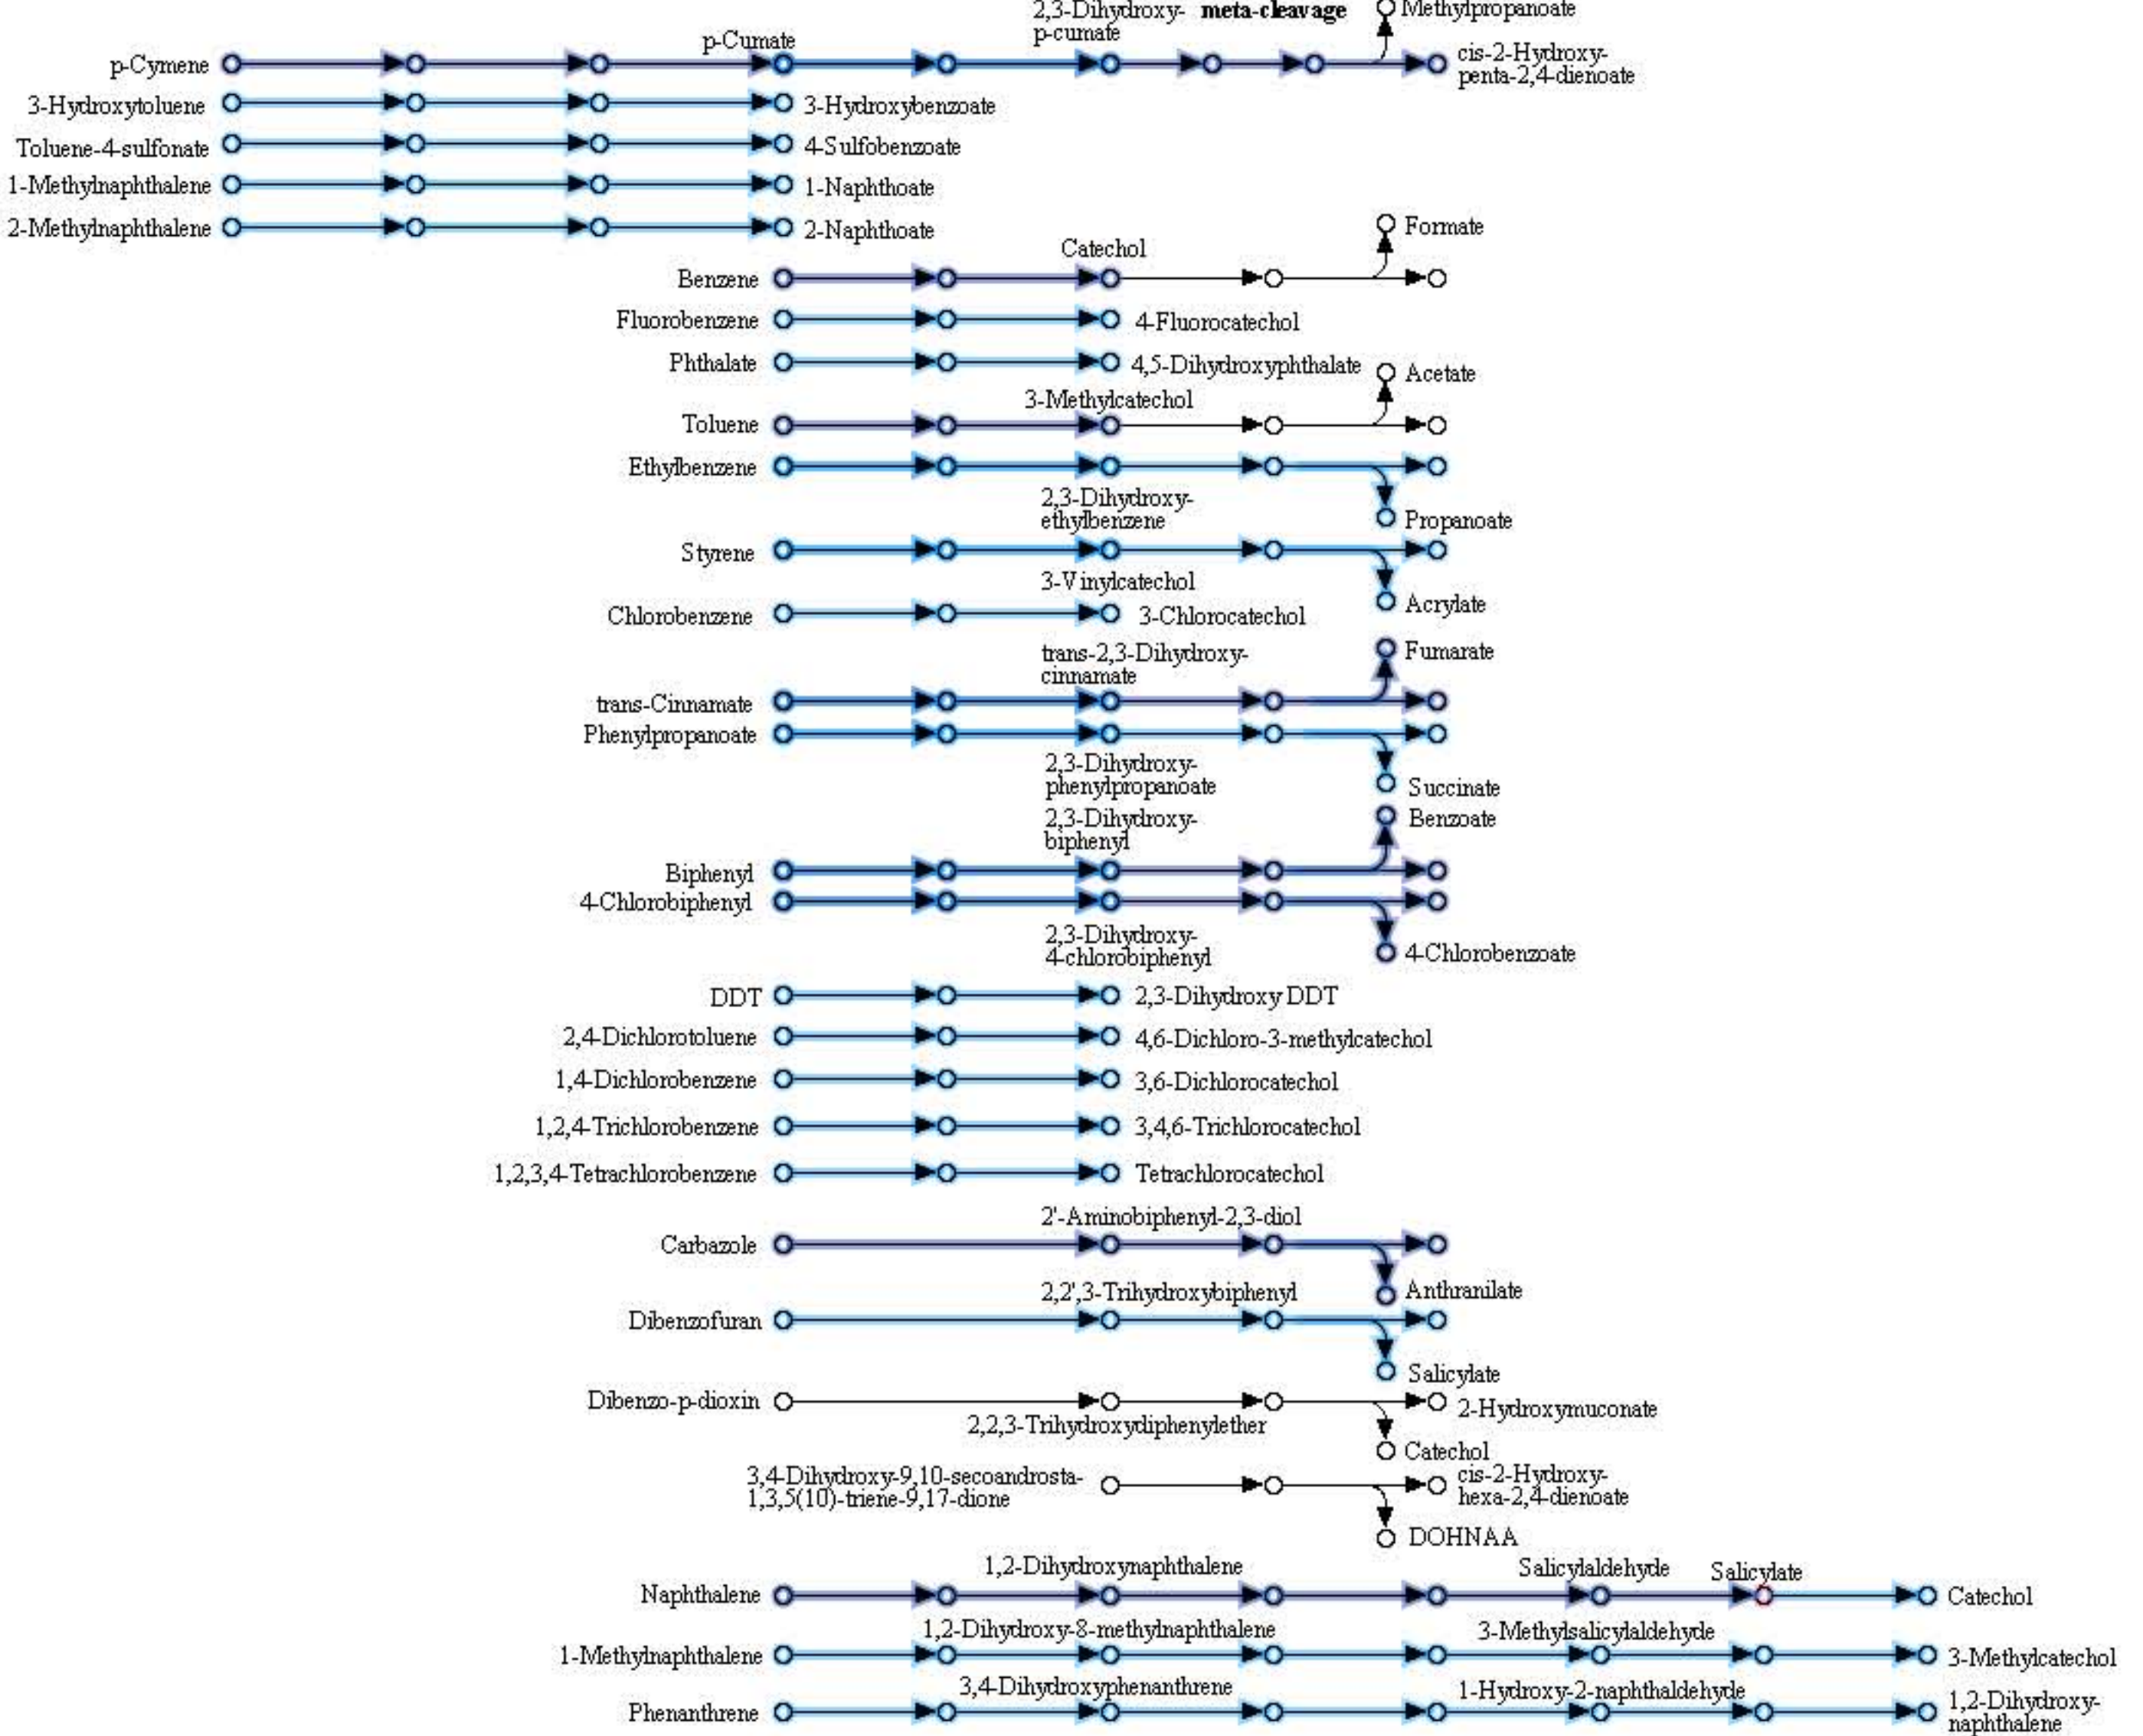 2,3-Dihydroxy- meta-cleavage Methylpropanoate
p-cumate
p-Cumate
p-Cymene
cis-2-Hydroxy-
penta-2,4-dienoate
3-Hydroxytoluene 3-Hydroxybenzoate
Toluene-4-sulfonate 4-Sulfobenzoate
1-Methylnaphthalene 1-Naphthoate
2-Methylnaphthalene 2-Naphthoate
Formate
Catechol
Benzene
Fluorobenzene 4-Fluorocatechol
Phthalate 4,5-Dihydroxyphthalate
Acetate
3-Methylcatechol
Toluene
Ethylbenzene
2,3-Dihydroxy-
ethylbenzene
Propanoate
Styrene
3-Vinylcatechol
Acrylate
Chlorobenzene 3-Chlorocatechol
Fumarate
trans-2,3-Dihydroxy-
cinnamate
trans-Cinnamate
Phenylpropanoate
2,3-Dihydroxy-
phenylpropanoate
Succinate
Benzoate
2,3-Dihydroxy-
biphenyl
Biphenyl
4-Chlorobiphenyl
2,3-Dihydroxy-
4-chlorobiphenyl
4-Chlorobenzoate
DDT 2,3-Dihydroxy DDT
2,4-Dichlorotoluene 4,6-Dichloro-3-methylcatechol
1,4-Dichlorobenzene 3,6-Dichlorocatechol
1,2,4-Trichlorobenzene 3,4,6-Trichlorocatechol
1,2,3,4-Tetrachlorobenzene Tetrachlorocatechol
2'-Aminobiphenyl-2,3-diol
Carbazole
Anthranilate
2,2',3-Trihydroxybiphenyl
Dibenzofuran
Salicylate
Dibenzo-p-dioxin 2-Hydroxymuconate
2,2,3-Trihydroxydiphenylether
Catechol
3,4-Dihydroxy-9,10-secoandrosta-
1,3,5(10)-triene-9,17-dione
cis-2-Hydroxy-
hexa-2,4-dienoate
DOHNAA
1,2-Dihydroxynaphthalene Salicylaldehyde Salicylate
Naphthalene Catechol
1,2-Dihydroxy-8-methylnaphthalene 3-Methylsalicylaldehyde
1-Methylnaphthalene 3-Methylcatechol
3,4-Dihydroxyphenanthrene 1-Hydroxy-2-naphthaldehyde
Phenanthrene
1,2-Dihydroxy-
naphthalene